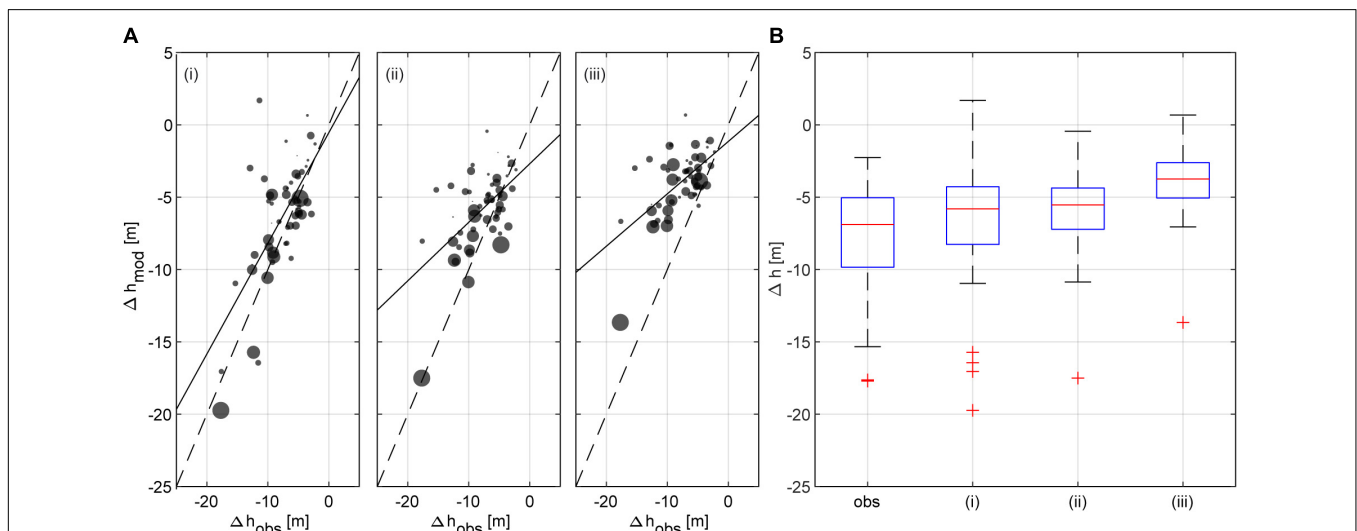 A
B
(i)
(ii)
(iii)
5
0
-5
-10
-15
-20
-25
Δ h_mod [m]
-20 -10 0
-20 -10 0
-20 -10 0
Δ h_obs [m]
Δ h_obs [m]
Δ h_obs [m]
5
0
-5
-10
-15
-20
-25
Δ h [m]
obs (i) (ii) (iii)